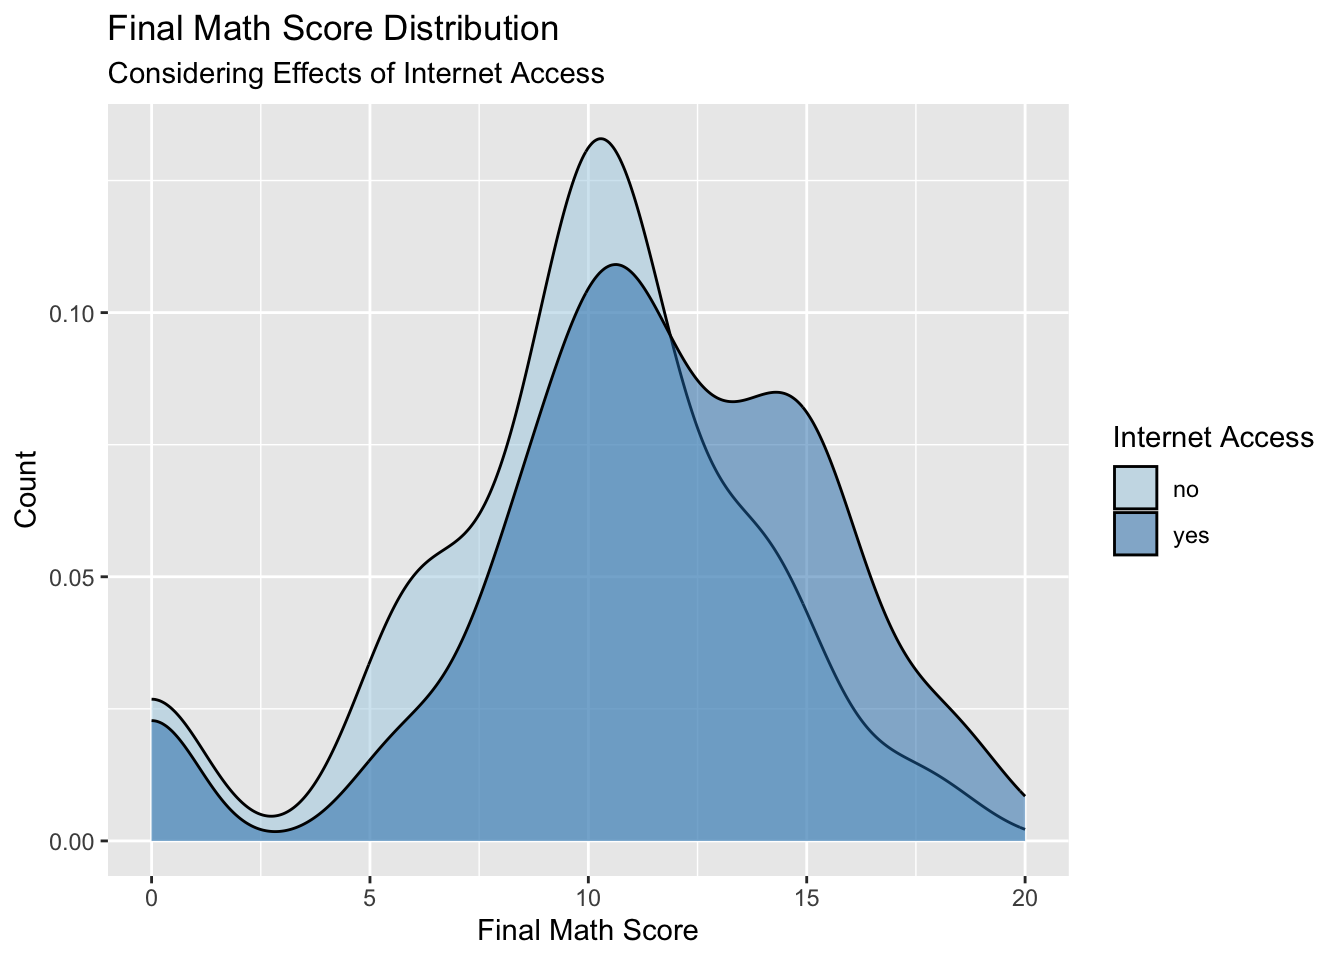 Final Math Score Distribution
Considering Effects of Internet Access
Count
0.10
0.05
0.00
0 5 10 15 20
Final Math Score
Internet Access
no
yes